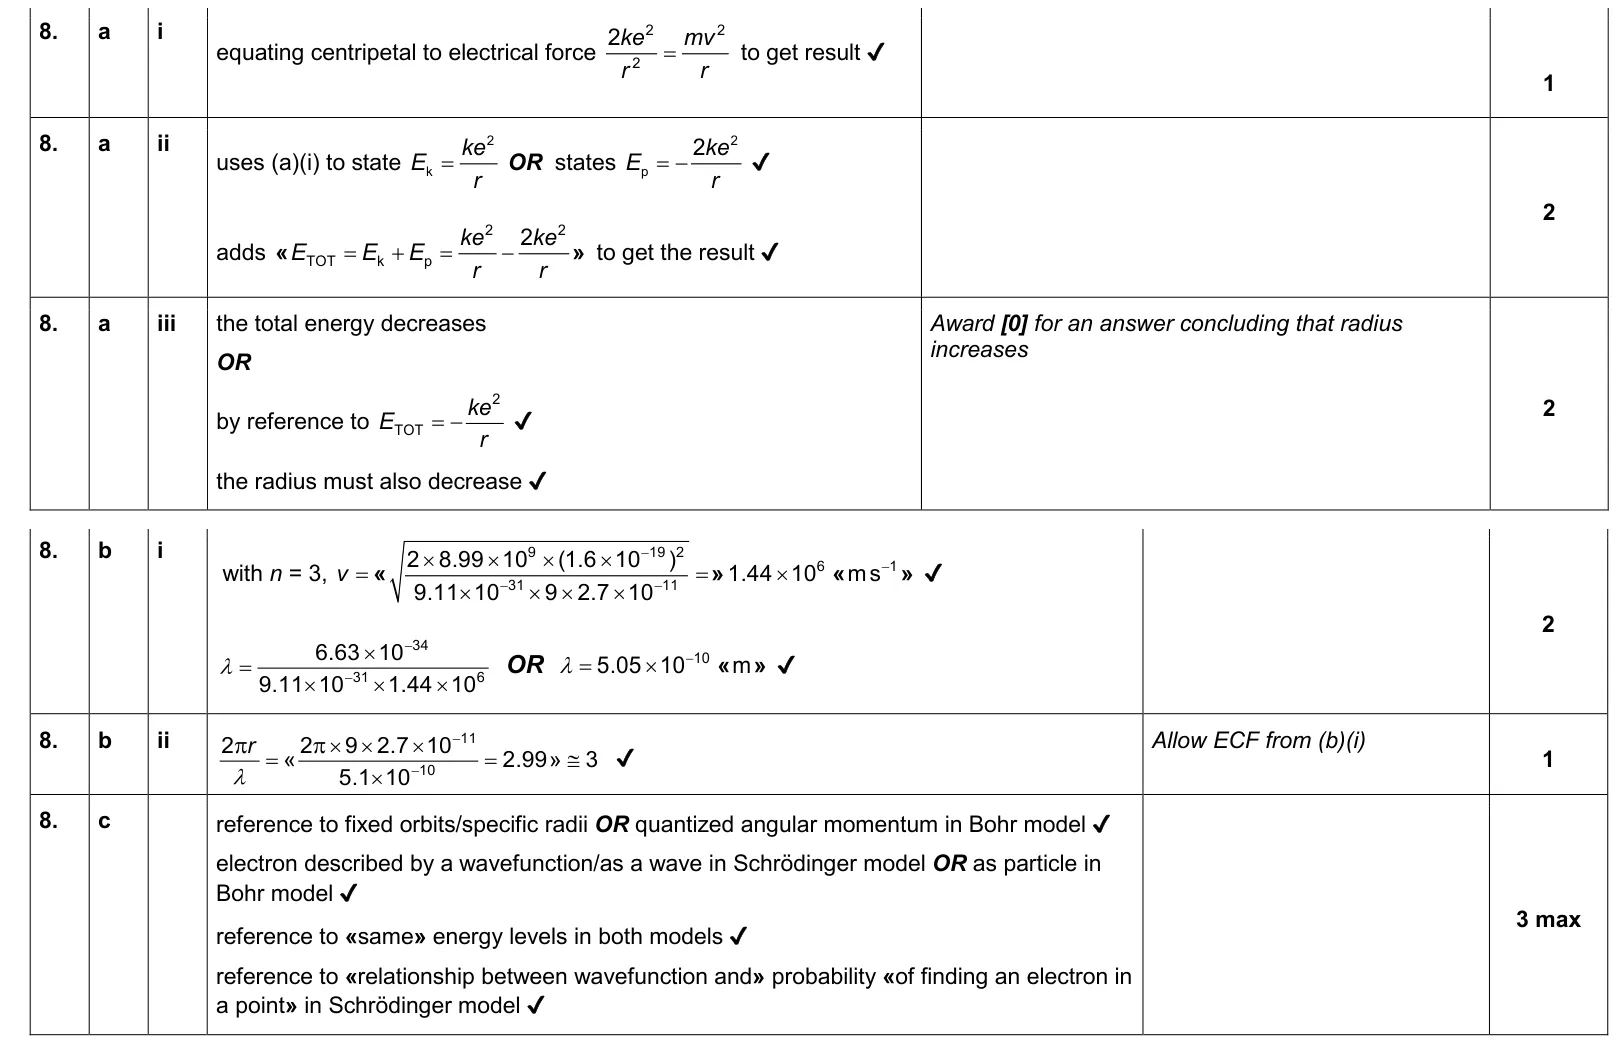 8. a i equating centripetal to electrical force 2ke²/r² = mv²/r to get result ✔ 1
8. a ii uses (a)(i) to state Eₖ = ke²/r OR states Eₚ = −2ke²/r ✔
adds «E_TOT = Eₖ + Eₚ = ke²/r − 2ke²/r» to get the result ✔ 2
8. a iii the total energy decreases
OR
by reference to E_TOT = −ke²/r ✔
the radius must also decrease ✔
Award [0] for an answer concluding that radius
increases
2
8. b i with n = 3, v = «√(2×8.99×10⁹×(1.6×10⁻¹⁹)²/(9.11×10⁻³¹×9×2.7×10⁻¹¹)) =» 1.44×10⁶ «m s⁻¹» ✔
λ = 6.63×10⁻³⁴/(9.11×10⁻³¹×1.44×10⁶) OR λ = 5.05×10⁻¹⁰ «m» ✔
2
8. b ii 2πr/λ = «2π×9×2.7×10⁻¹¹/(5.1×10⁻¹⁰) = 2.99» ≅ 3 ✔ Allow ECF from (b)(i) 1
8. c reference to fixed orbits/specific radii OR quantized angular momentum in Bohr model ✔
electron described by a wavefunction/as a wave in Schrödinger model OR as particle in
Bohr model ✔
reference to «same» energy levels in both models ✔
reference to «relationship between wavefunction and» probability «of finding an electron in
a point» in Schrödinger model ✔
3 max